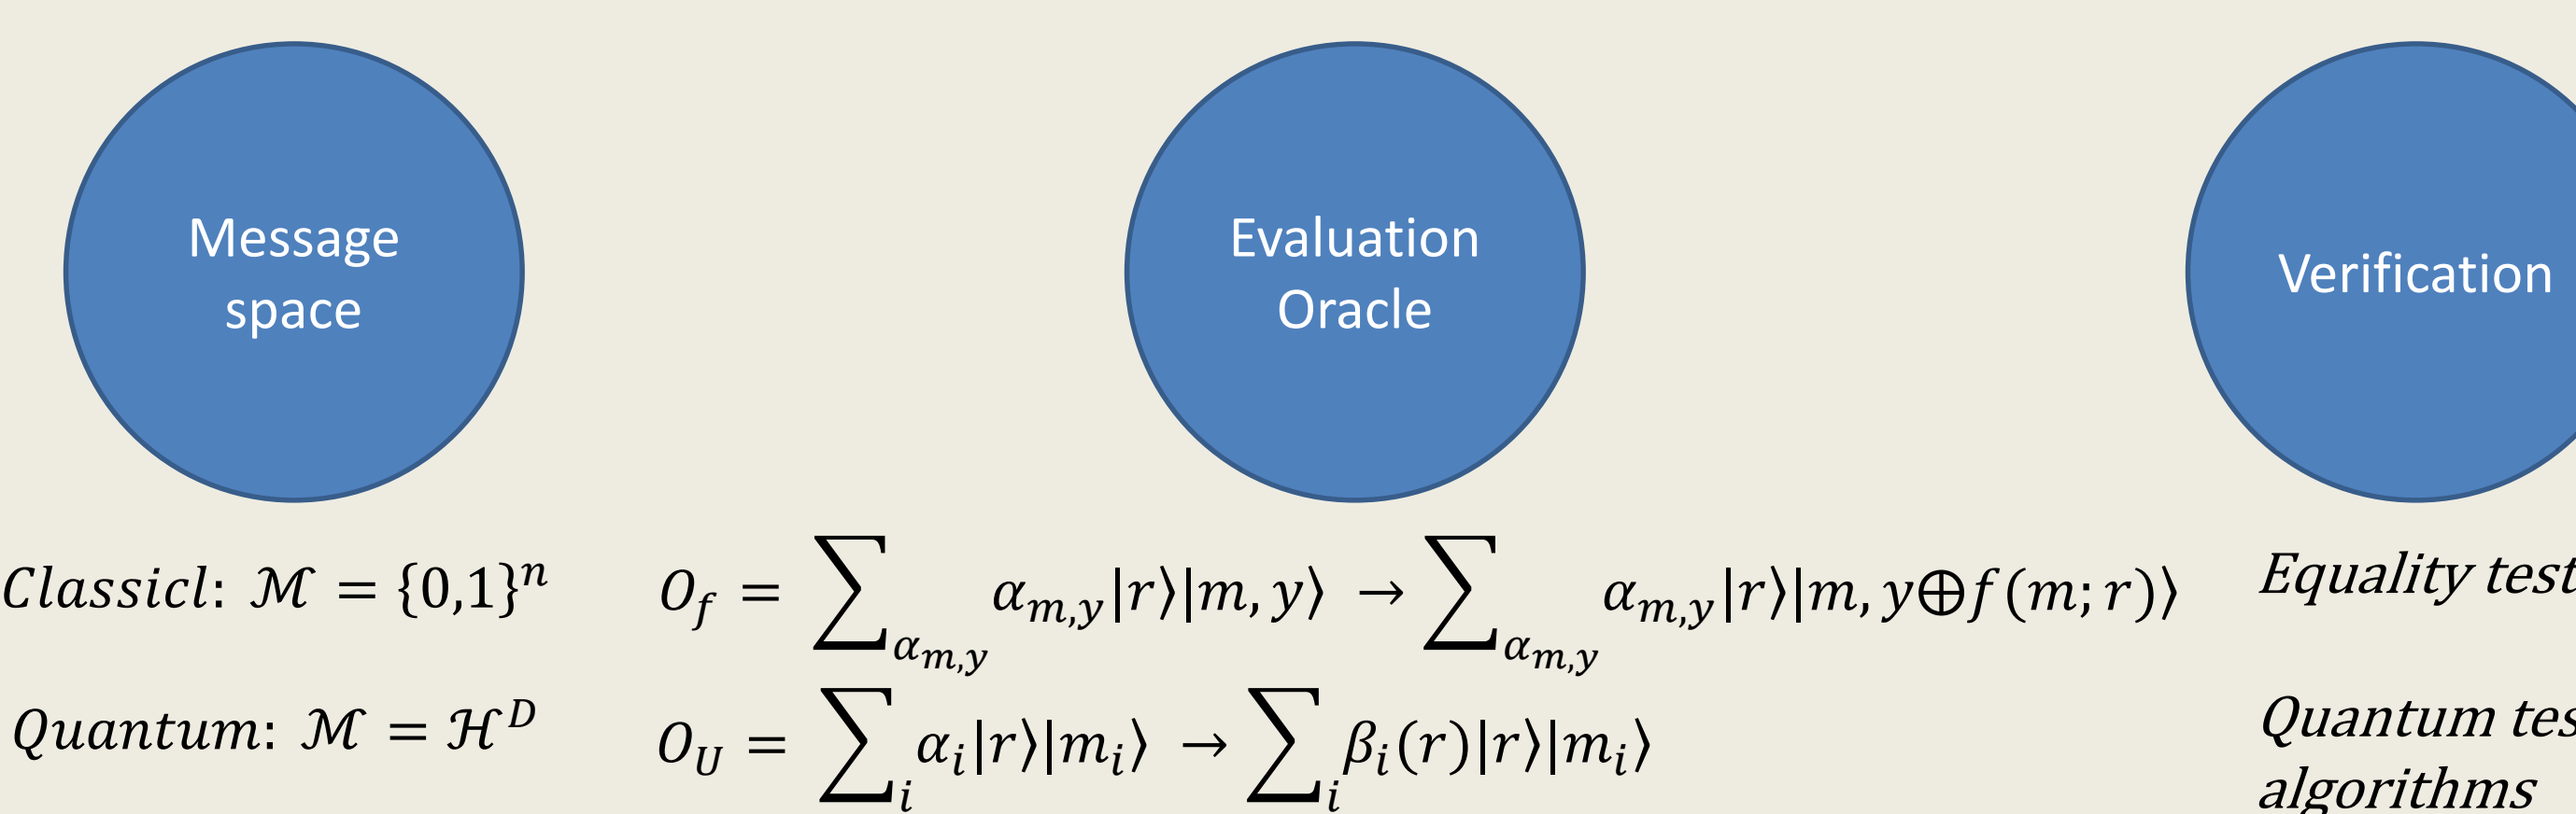 Message
space
Evaluation
Oracle
Verification
Classicl: ℳ = {0,1}ⁿ
O_f = ∑_{α_{m,y}} α_{m,y}|r⟩|m, y⟩ → ∑_{α_{m,y}} α_{m,y}|r⟩|m, y⊕f(m; r)⟩
Equality test
Quantum: ℳ = ℋ^D
O_U = ∑_i α_i|r⟩|m_i⟩ → ∑_i β_i(r)|r⟩|m_i⟩
Quantum
algorithms